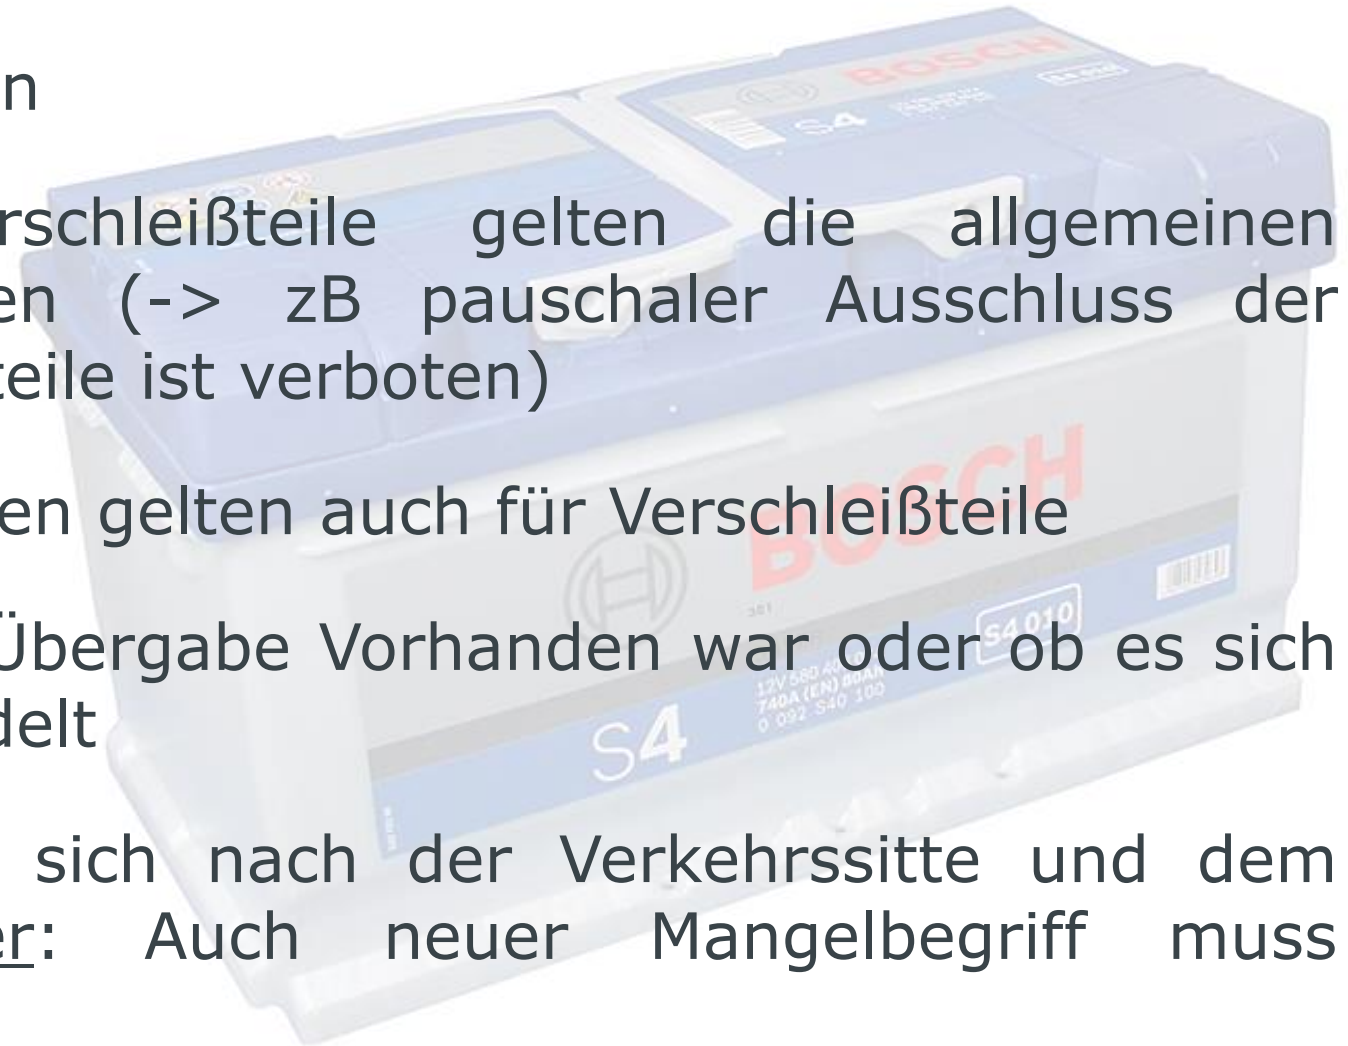 n
rschleißteile gelten die allgemeinen
en (-> zB pauschaler Ausschluss der
teile ist verboten)
en gelten auch für Verschleißteile
Übergabe Vorhanden war oder ob es sich
delt
sich nach der Verkehrssitte und dem
er: Auch neuer Mangelbegriff muss
BOSCH
S4 010
S4
BOSCH
S4 010
12V 580 40
740A (EN) 80Ah
0 092 S40 100
S4